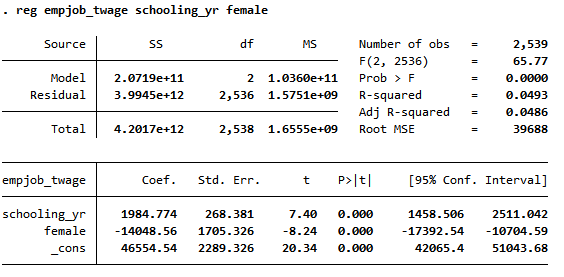 . reg empjob_twage schooling_yr female
Source SS df MS Number of obs = 2,539
F(2, 2536) = 65.77
Model 2.0719e+11 2 1.0360e+11 Prob > F = 0.0000
Residual 3.9945e+12 2,536 1.5751e+09 R-squared = 0.0493
Adj R-squared = 0.0486
Total 4.2017e+12 2,538 1.6555e+09 Root MSE = 39688
empjob_twage Coef. Std. Err. t P>|t| [95% Conf. Interval]
schooling_yr 1984.774 268.381 7.40 0.000 1458.506 2511.042
female -14048.56 1705.326 -8.24 0.000 -17392.54 -10704.59
_cons 46554.54 2289.326 20.34 0.000 42065.4 51043.68